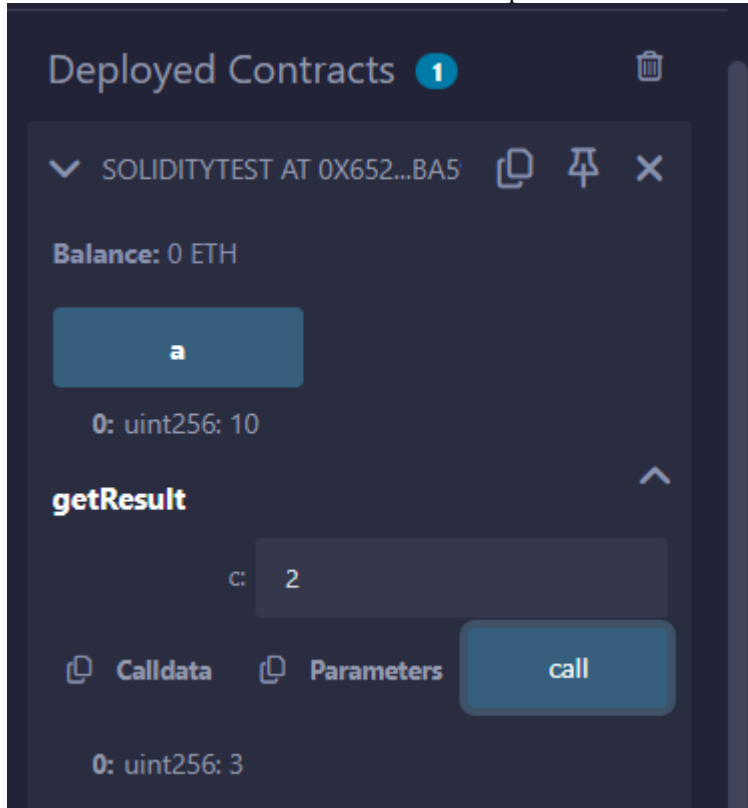 Deployed Contracts 1
SOLIDITYTEST AT 0X652...BA5
Balance: 0 ETH
a
0: uint256: 10
getResult
c: 2
Calldata Parameters call
0: uint256: 3